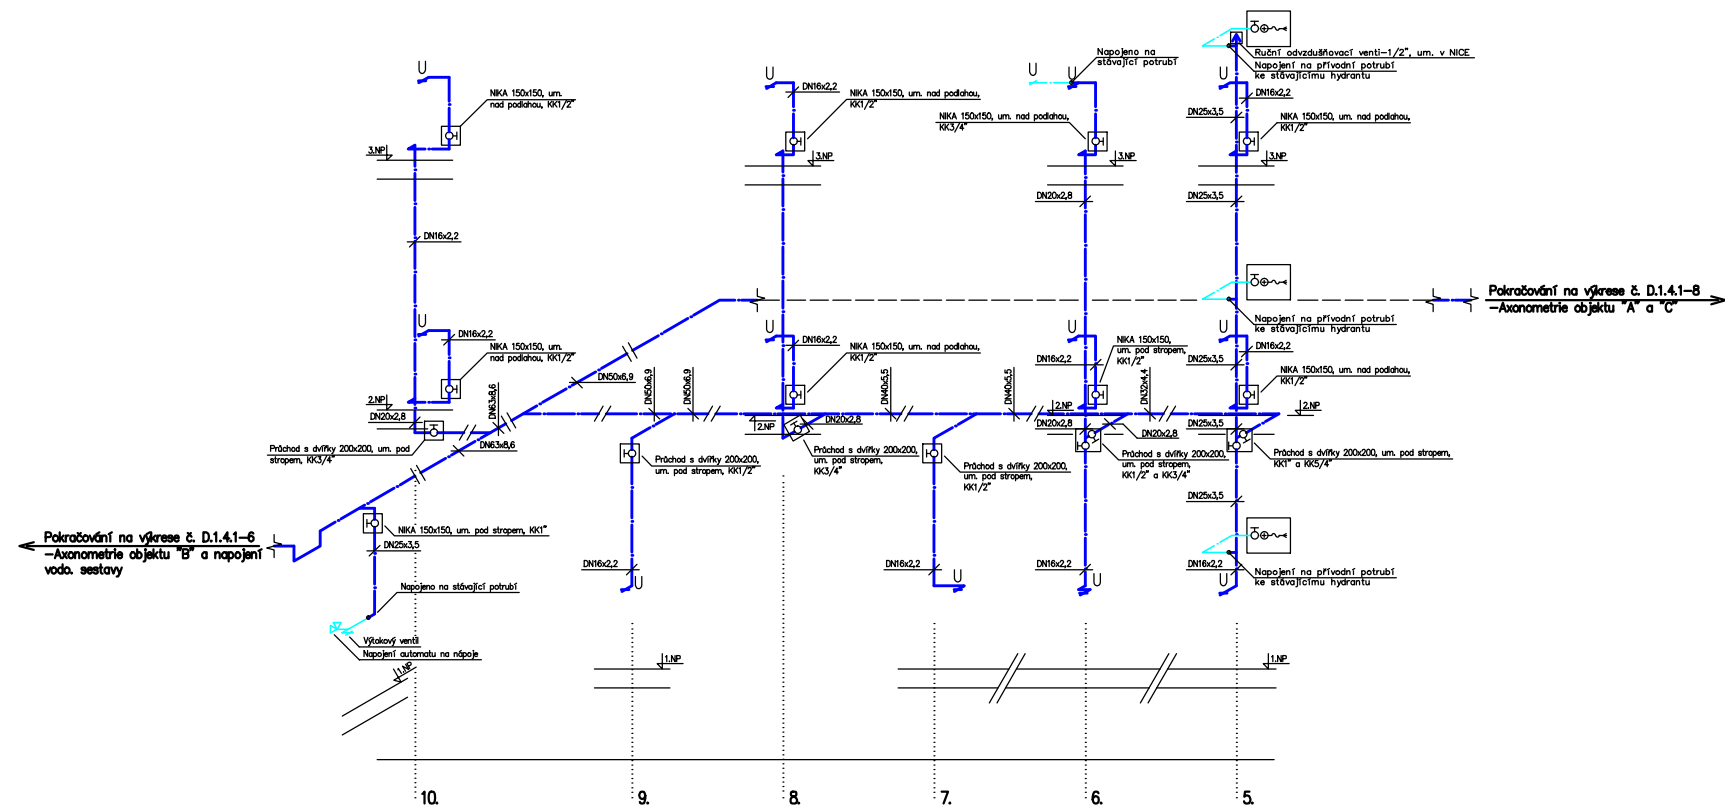 U
NIKA 150x150, um.
nad podlahou, KK1/2"
3.NP
DN16x2,2
U
DN16x2,2
NIKA 150x150, um.
nad podlahou, KK1/2"
2.NP
DN20x2,8
Průchod s dvířky 200x200, um. pod
stropem, KK3/4"
DN63x8,6
DN63x8,6
DN50x6,9
NIKA 150x150, um. pod stropem, KK1"
DN25x3,5
Pokračování na výkrese č. D.1.4.1-6
-Axonometrie objektu "B" a napojení
vodo. sestavy
Napojeno na stávající potrubí
Výtokový ventil
Napojení automatu na nápoje
1.NP
10.
DN50x6,9
DN50x6,9
Průchod s dvířky 200x200,
um. pod stropem, KK1/2"
DN16x2,2
U
1.NP
9.
U
DN16x2,2
NIKA 150x150, um. nad podlahou,
KK1/2"
3.NP
U
DN16x2,2
NIKA 150x150, um. nad podlahou,
KK1/2"
2.NP
DN20x2,8
Průchod s dvířky 200x200,
um. pod stropem,
KK3/4"
8.
DN40x5,5
DN40x5,5
Průchod s dvířky 200x200,
um. pod stropem,
KK1/2"
DN16x2,2
U
7.
Napojeno na
stávající potrubí
U
U
NIKA 150x150, um. nad podlahou,
KK3/4"
3.NP
DN20x2,8
U
NIKA 150x150,
um. pod stropem,
KK1/2"
DN16x2,2
DN32x4,4
2.NP
DN20x2,8
DN20x2,8
Průchod s dvířky 200x200,
um. pod stropem,
KK1/2" a KK3/4"
DN16x2,2
U
6.
Ruční odvzdušňovací venti-1/2", um. v NICE
Napojení na přívodní potrubí
ke stávajícímu hydrantu
U
DN16x2,2
DN25x3,5
NIKA 150x150, um. nad podlahou,
KK1/2"
3.NP
DN25x3,5
Pokračování na výkrese č. D.1.4.1-8
-Axonometrie objektu "A" a "C"
Napojení na přívodní potrubí
ke stávajícímu hydrantu
U
DN16x2,2
DN25x3,5
NIKA 150x150, um. nad podlahou,
KK1/2"
2.NP
DN25x3,5
Průchod s dvířky 200x200, um. pod stropem,
KK1" a KK5/4"
DN25x3,5
DN16x2,2
Napojení na přívodní potrubí
ke stávajícímu hydrantu
U
1.NP
5.